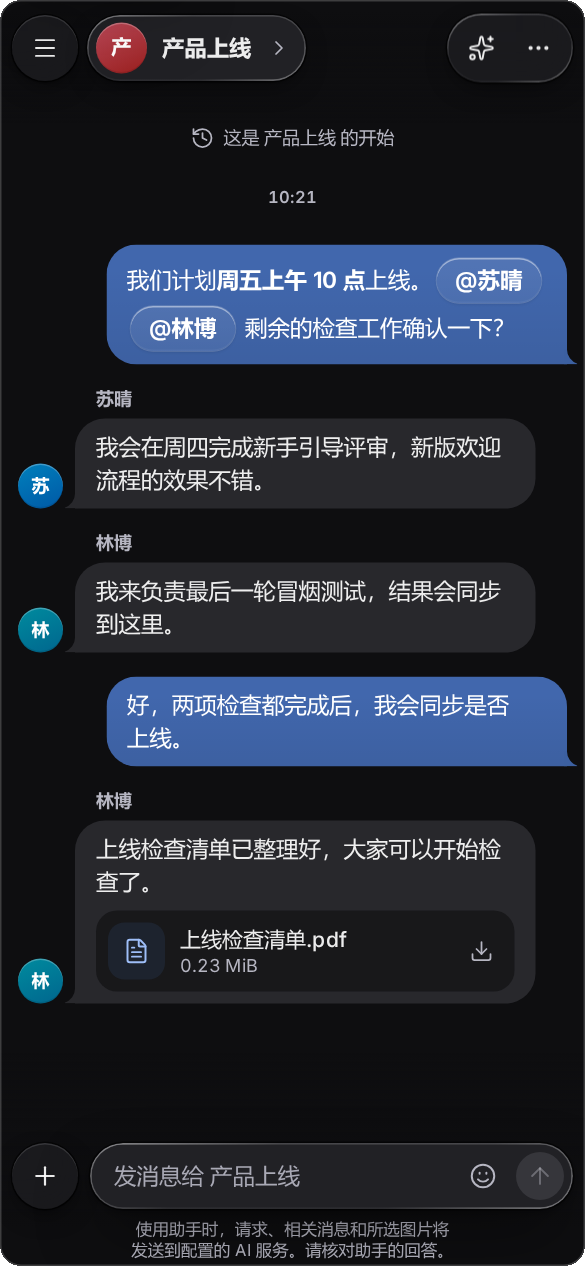 产 产品上线
这是 产品上线 的开始
10:21
我们计划周五上午 10 点上线。 @苏晴
@林博 剩余的检查工作确认一下？
苏晴
我会在周四完成新手引导评审，新版欢迎
流程的效果不错。
苏
林博
我来负责最后一轮冒烟测试，结果会同步
到这里。
林
好，两项检查都完成后，我会同步是否
上线。
林博
上线检查清单已整理好，大家可以开始检
查了。
上线检查清单.pdf
0.23 MiB
林
发消息给 产品上线
使用助手时，请求、相关消息和所选图片将
发送到配置的 AI 服务。请核对助手的回答。